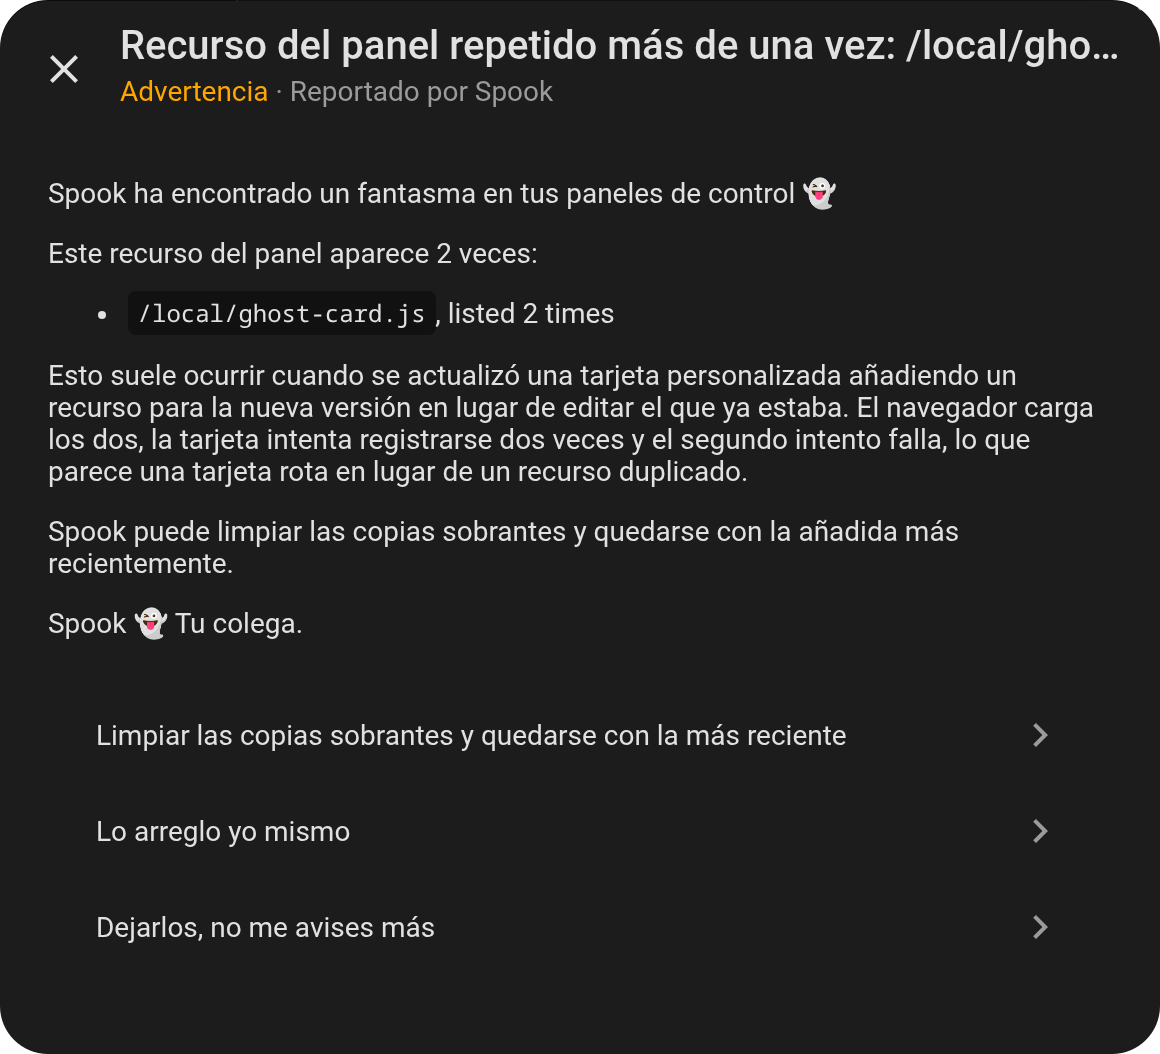 Recurso del panel repetido más de una vez: /local/gho…
Advertencia · Reportado por Spook
Spook ha encontrado un fantasma en tus paneles de control 👻
Este recurso del panel aparece 2 veces:
• /local/ghost-card.js, listed 2 times
Esto suele ocurrir cuando se actualizó una tarjeta personalizada añadiendo un
recurso para la nueva versión en lugar de editar el que ya estaba. El navegador carga
los dos, la tarjeta intenta registrarse dos veces y el segundo intento falla, lo que
parece una tarjeta rota en lugar de un recurso duplicado.
Spook puede limpiar las copias sobrantes y quedarse con la añadida más
recientemente.
Spook 👻 Tu colega.
Limpiar las copias sobrantes y quedarse con la más reciente
Lo arreglo yo mismo
Dejarlos, no me avises más